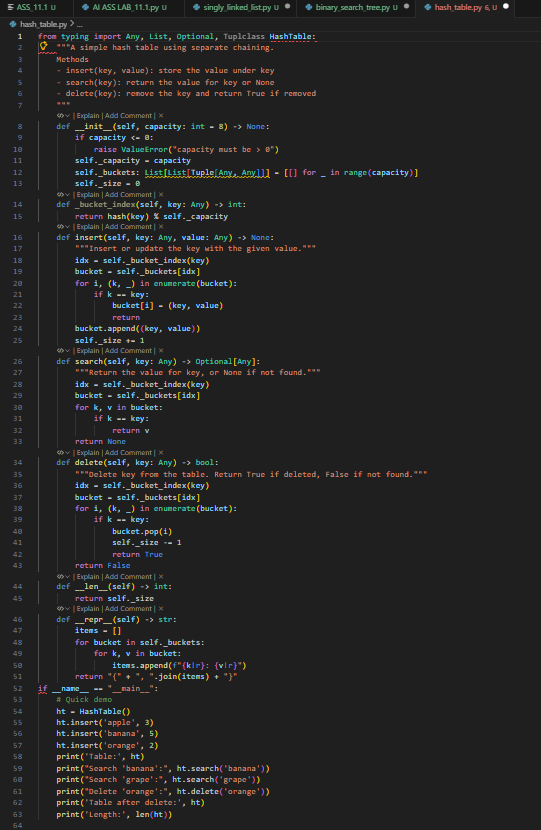 ASS_11.1 U
AI ASS LAB_11.1.py U
singly_linked_list.py U
binary_search_tree.py U
hash_table.py 6, U
hash_table.py > ...
1 from typing import Any, List, Optional, Tuplclass HashTable:
2 """A simple hash table using separate chaining.
3 Methods
4 - insert(key, value): store the value under key
5 - search(key): return the value for key or None
6 - delete(key): remove the key and return True if removed
7 """
| Explain | Add Comment | X
8 def __init__(self, capacity: int = 8) -> None:
9 if capacity <= 0:
10 raise ValueError("capacity must be > 0")
11 self._capacity = capacity
12 self._buckets: List[List[Tuple[Any, Any]]] = [[] for _ in range(capacity)]
13 self._size = 0
| Explain | Add Comment | X
14 def _bucket_index(self, key: Any) -> int:
15 return hash(key) % self._capacity
| Explain | Add Comment | X
16 def insert(self, key: Any, value: Any) -> None:
17 """Insert or update the key with the given value."""
18 idx = self._bucket_index(key)
19 bucket = self._buckets[idx]
20 for i, (k, _) in enumerate(bucket):
21 if k == key:
22 bucket[i] = (key, value)
23 return
24 bucket.append((key, value))
25 self._size += 1
| Explain | Add Comment | X
26 def search(self, key: Any) -> Optional[Any]:
27 """Return the value for key, or None if not found."""
28 idx = self._bucket_index(key)
29 bucket = self._buckets[idx]
30 for k, v in bucket:
31 if k == key:
32 return v
33 return None
| Explain | Add Comment | X
34 def delete(self, key: Any) -> bool:
35 """Delete key from the table. Return True if deleted, False if not found."""
36 idx = self._bucket_index(key)
37 bucket = self._buckets[idx]
38 for i, (k, _) in enumerate(bucket):
39 if k == key:
40 bucket.pop(i)
41 self._size -= 1
42 return True
43 return False
| Explain | Add Comment | X
44 def __len__(self) -> int:
45 return self._size
| Explain | Add Comment | X
46 def __repr__(self) -> str:
47 items = []
48 for bucket in self._buckets:
49 for k, v in bucket:
50 items.append(f"{k!r}: {v!r}")
51 return "{" + ", ".join(items) + "}"
52 if __name__ == "__main__":
53 # Quick demo
54 ht = HashTable()
55 ht.insert('apple', 3)
56 ht.insert('banana', 5)
57 ht.insert('orange', 2)
58 print('Table:', ht)
59 print("Search 'banana':", ht.search('banana'))
60 print("Search 'grape':", ht.search('grape'))
61 print("Delete 'orange':", ht.delete('orange'))
62 print('Table after delete:', ht)
63 print('Length:', len(ht))
64